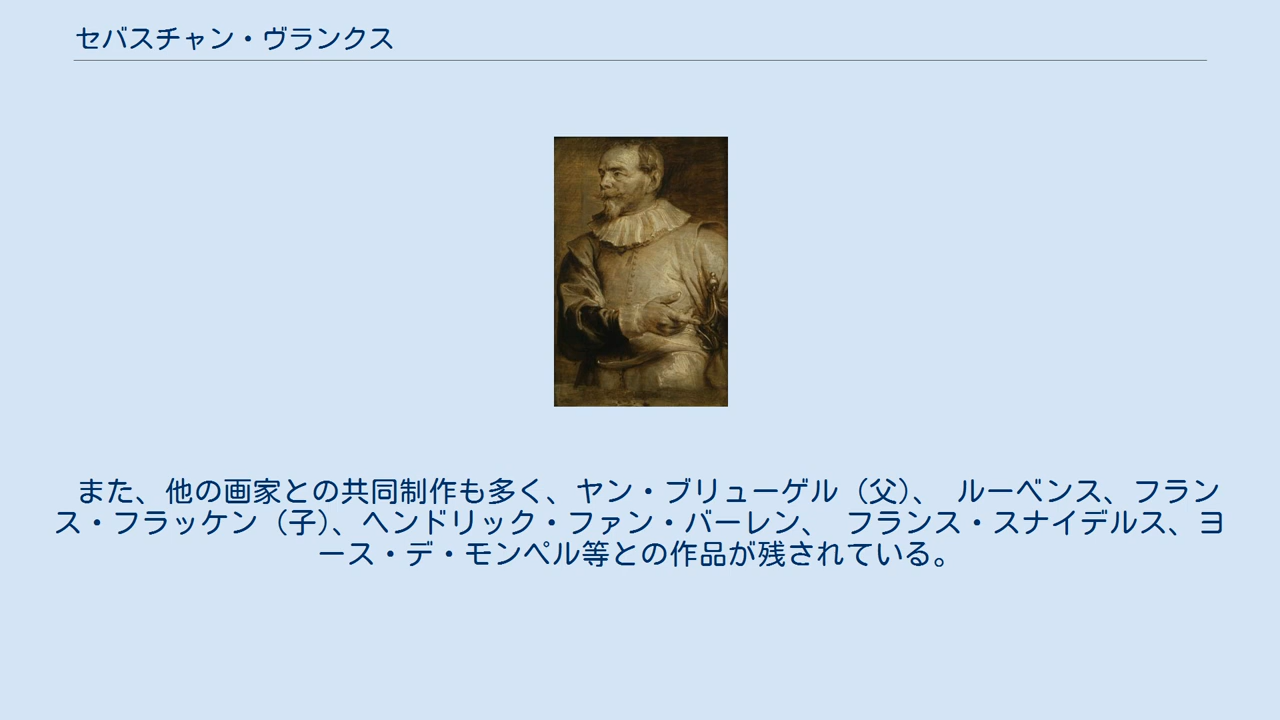 セバスチャン・ヴランクス
また、他の画家との共同制作も多く、ヤン・ブリューゲル（父）、　ルーベンス、フラン
ス・フラッケン（子）、ヘンドリック・ファン・バーレン、　フランス・スナイデルス、ヨ
ース・デ・モンペル等との作品が残されている。